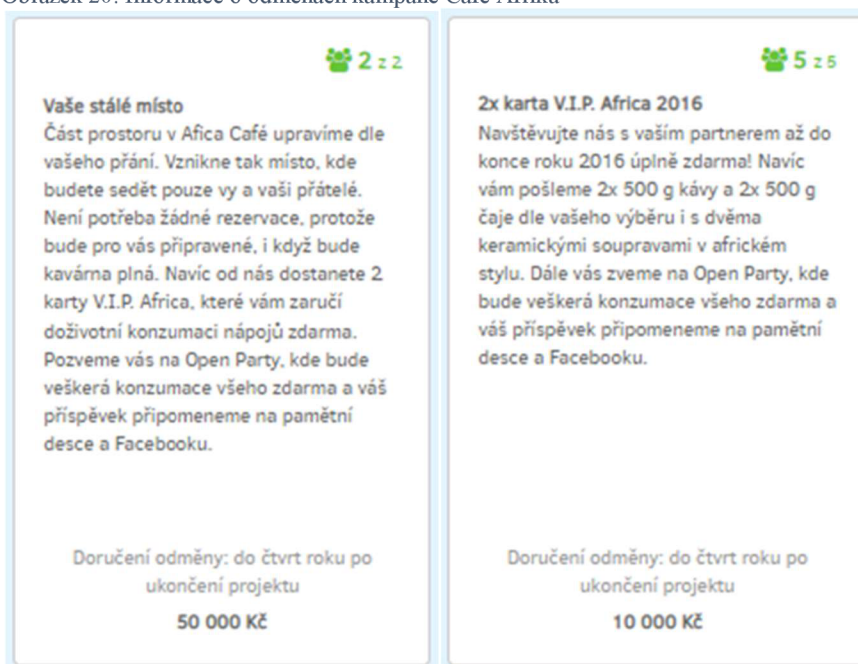 Obrázek 20: Informace o odměnách kampaně Café Afrika
2 z 2
Vaše stálé místo
Část prostoru v Afica Café upravíme dle
vašeho přání. Vznikne tak místo, kde
budete sedět pouze vy a vaši přátelé.
Není potřeba žádné rezervace, protože
bude pro vás připravené, i když bude
kavárna plná. Navíc od nás dostanete 2
karty V.I.P. Africa, které vám zaručí
doživotní konzumaci nápojů zdarma.
Pozveme vás na Open Party, kde bude
veškerá konzumace všeho zdarma a váš
příspěvek připomeneme na pamětní
desce a Facebooku.
Doručení odměny: do čtvrt roku po
ukončení projektu
50 000 Kč
5 z 5
2x karta V.I.P. Africa 2016
Navštěvujte nás s vaším partnerem až do
konce roku 2016 úplně zdarma! Navíc
vám pošleme 2x 500 g kávy a 2x 500 g
čaje dle vašeho výběru i s dvěma
keramickými soupravami v africkém
stylu. Dále vás zveme na Open Party, kde
bude veškerá konzumace všeho zdarma a
váš příspěvek připomeneme na pamětní
desce a Facebooku.
Doručení odměny: do čtvrt roku po
ukončení projektu
10 000 Kč